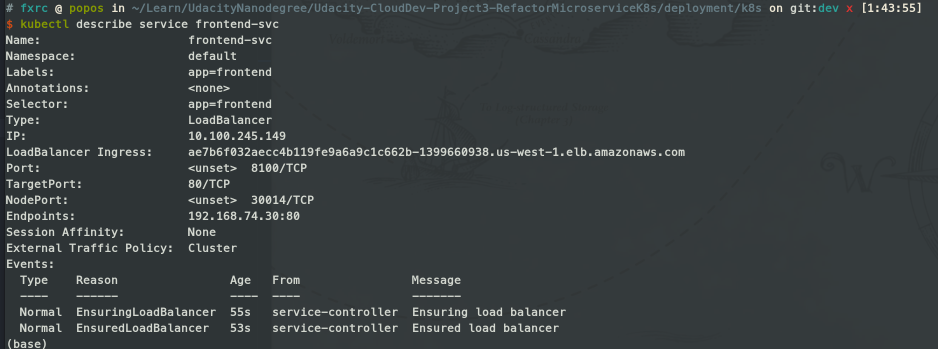 # fxrc @ popos in ~/Learn/UdacityNanodegree/Udacity-CloudDev-Project3-RefactorMicroserviceK8s/deployment/k8s on git:dev x [1:43:55]
$ kubectl describe service frontend-svc
Name:                     frontend-svc
Namespace:                default
Labels:                   app=frontend
Annotations:              <none>
Selector:                 app=frontend
Type:                     LoadBalancer
IP:                       10.100.245.149
LoadBalancer Ingress:     ae7b6f032aecc4b119fe9a6a9c1c662b-1399660938.us-west-1.elb.amazonaws.com
Port:                     <unset>  8100/TCP
TargetPort:               80/TCP
NodePort:                 <unset>  30014/TCP
Endpoints:                192.168.74.30:80
Session Affinity:         None
External Traffic Policy:  Cluster
Events:
  Type    Reason                Age   From                Message
  ----    ------                ----  ----                -------
  Normal  EnsuringLoadBalancer  55s   service-controller  Ensuring load balancer
  Normal  EnsuredLoadBalancer   53s   service-controller  Ensured load balancer
(base)